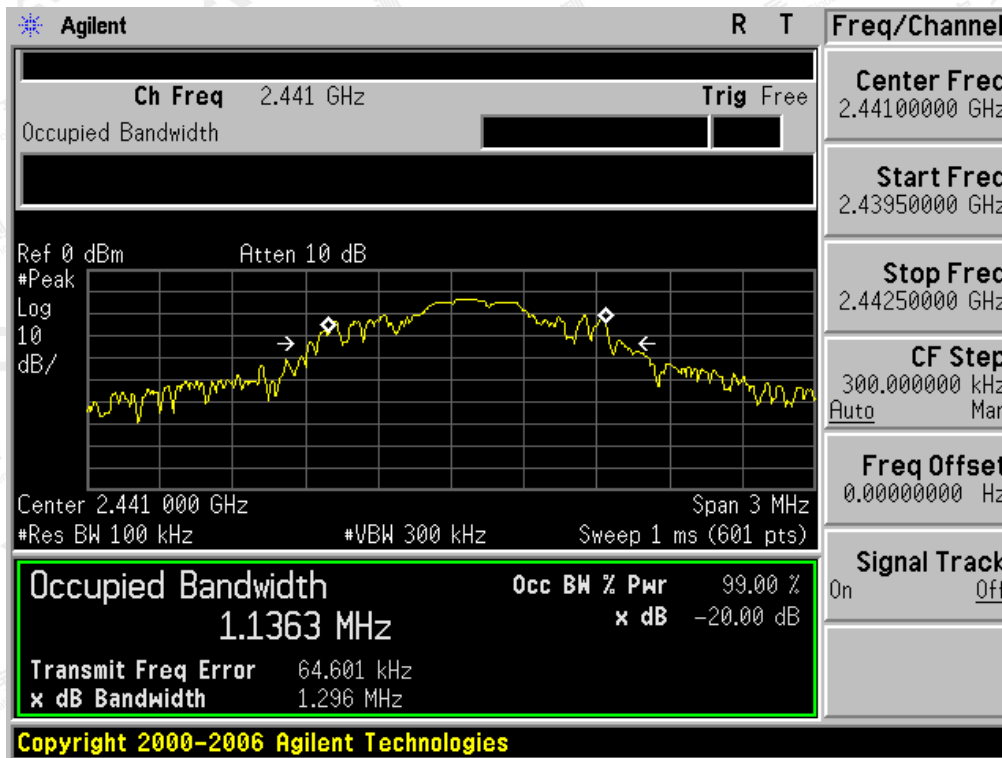 Agilent R T
Freq/Channel
Ch Freq 2.441 GHz Trig Free
Occupied Bandwidth
Center Freq
2.44100000 GHz
Start Freq
2.43950000 GHz
Stop Freq
2.44250000 GHz
CF Step
300.000000 kHz
Auto Man
Freq Offset
0.00000000 Hz
Signal Track
On Off
Ref 0 dBm Atten 10 dB
#Peak
Log
10
dB/
Center 2.441 000 GHz Span 3 MHz
#Res BW 100 kHz #VBW 300 kHz Sweep 1 ms (601 pts)
Occupied Bandwidth
1.1363 MHz
Occ BW % Pwr 99.00 %
x dB -20.00 dB
Transmit Freq Error 64.601 kHz
x dB Bandwidth 1.296 MHz
Copyright 2000-2006 Agilent Technologies